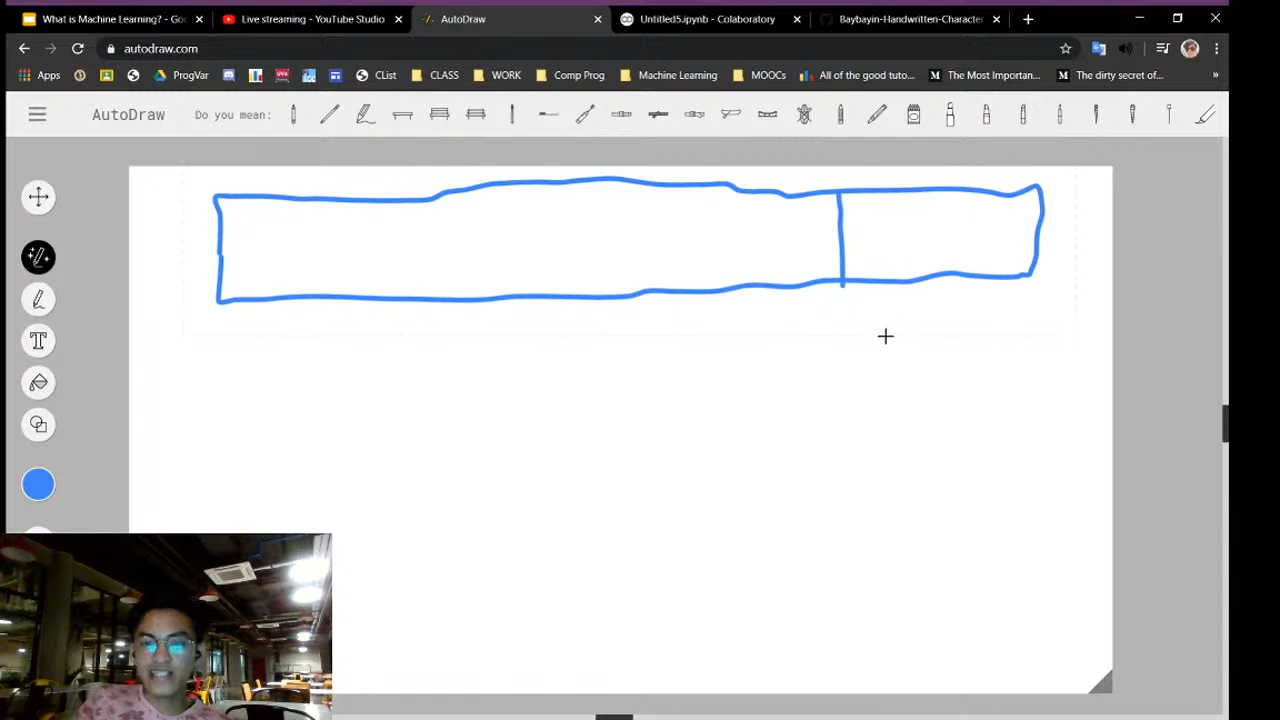 What is Machine Learning? - Goo
Live streaming - YouTube Studio
AutoDraw
Untitled5.ipynb - Colaboratory
Baybayin-Handwritten-Character
autodraw.com
Apps
ProgVar
CList
CLASS
WORK
Comp Prog
Machine Learning
MOOCs
All of the good tuto...
The Most Importan...
The dirty secret of...
AutoDraw
Do you mean: